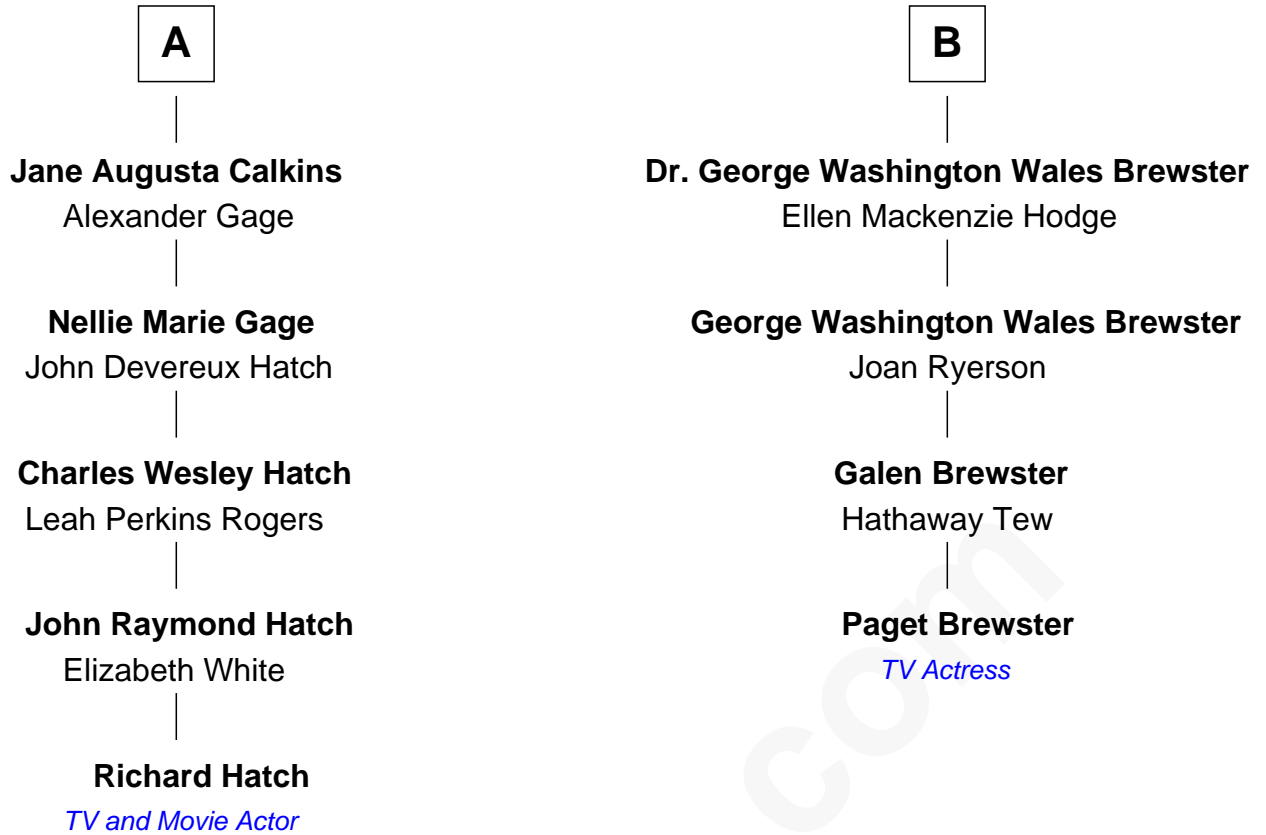 A
Jane Augusta Calkins
Alexander Gage
Nellie Marie Gage
John Devereux Hatch
Charles Wesley Hatch
Leah Perkins Rogers
John Raymond Hatch
Elizabeth White
Richard Hatch
TV and Movie Actor
B
Dr. George Washington Wales Brewster
Ellen Mackenzie Hodge
George Washington Wales Brewster
Joan Ryerson
Galen Brewster
Hathaway Tew
Paget Brewster
TV Actress
com